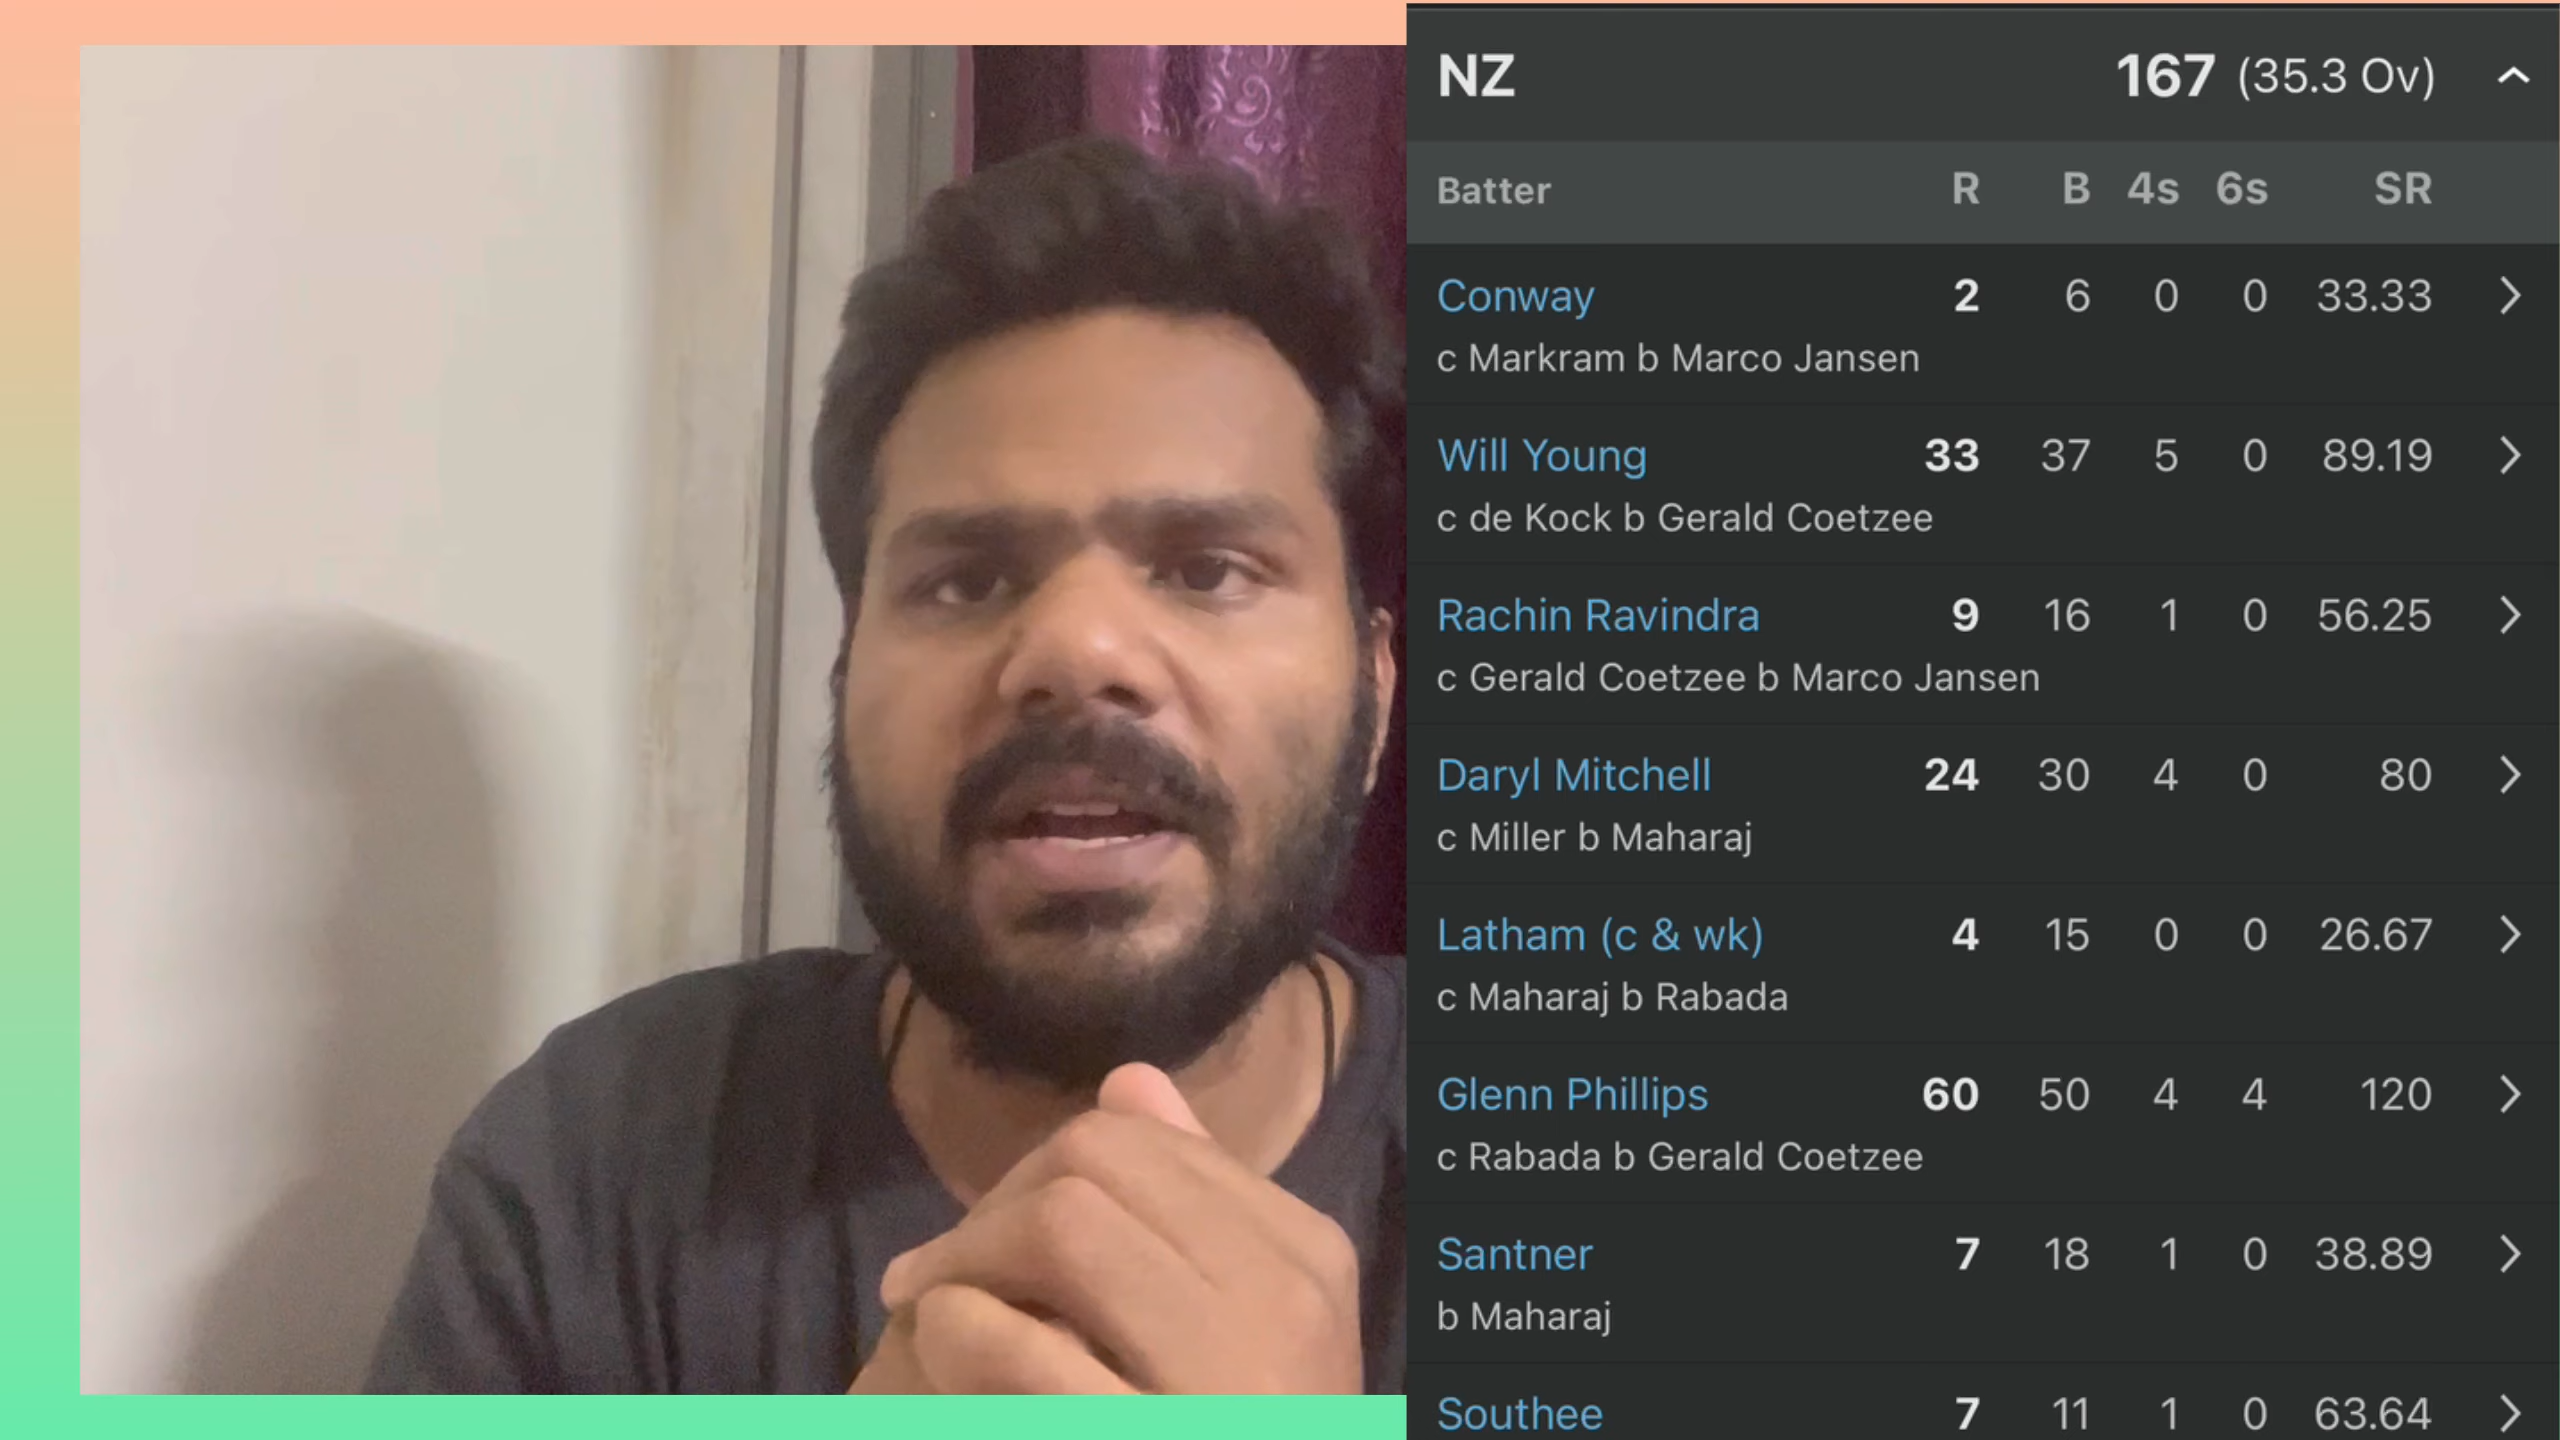 NZ 167 (35.3 Ov)
Batter R B 4s 6s SR
Conway 2 6 0 0 33.33
c Markram b Marco Jansen
Will Young 33 37 5 0 89.19
c de Kock b Gerald Coetzee
Rachin Ravindra 9 16 1 0 56.25
c Gerald Coetzee b Marco Jansen
Daryl Mitchell 24 30 4 0 80
c Miller b Maharaj
Latham (c & wk) 4 15 0 0 26.67
c Maharaj b Rabada
Glenn Phillips 60 50 4 4 120
c Rabada b Gerald Coetzee
Santner 7 18 1 0 38.89
b Maharaj
Southee 7 11 1 0 63.64